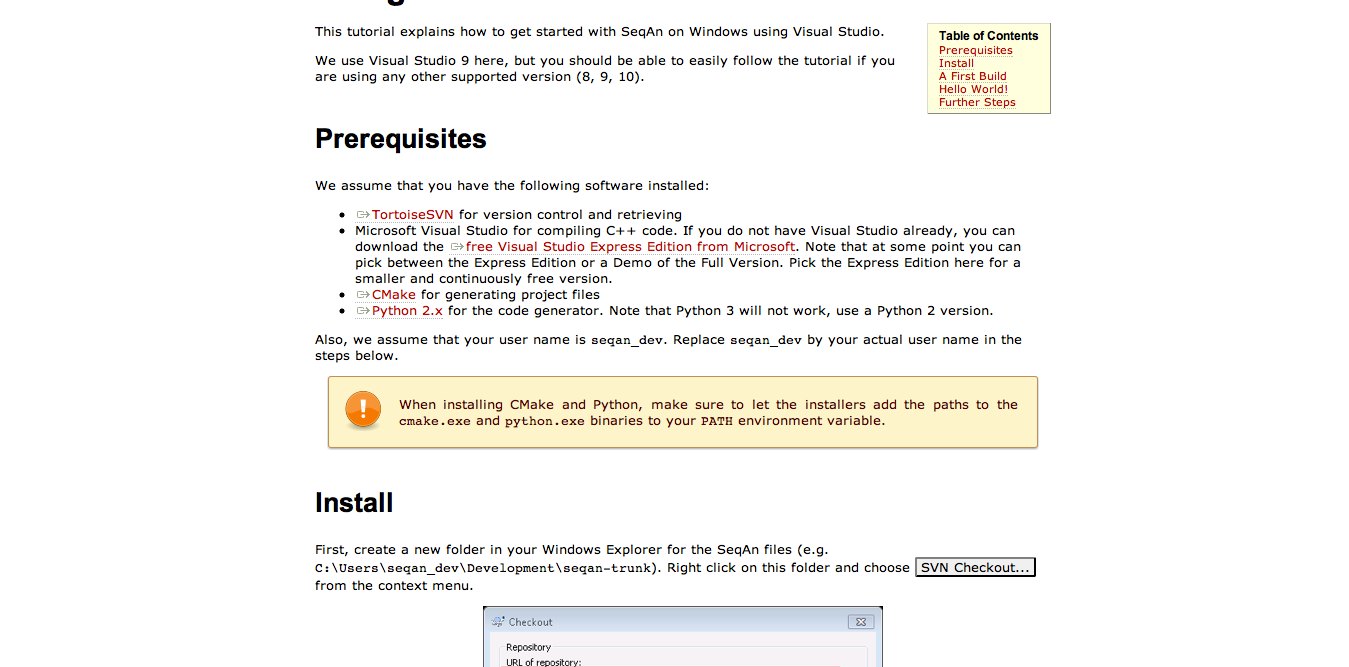 This tutorial explains how to get started with SeqAn on Windows using Visual Studio.
We use Visual Studio 9 here, but you should be able to easily follow the tutorial if you
are using any other supported version (8, 9, 10).
Table of Contents
Prerequisites
Install
A First Build
Hello World!
Further Steps
Prerequisites
We assume that you have the following software installed:
TortoiseSVN for version control and retrieving
Microsoft Visual Studio for compiling C++ code. If you do not have Visual Studio already, you can
download the free Visual Studio Express Edition from Microsoft. Note that at some point you can
pick between the Express Edition or a Demo of the Full Version. Pick the Express Edition here for a
smaller and continuously free version.
CMake for generating project files
Python 2.x for the code generator. Note that Python 3 will not work, use a Python 2 version.
Also, we assume that your user name is seqan_dev. Replace seqan_dev by your actual user name in the
steps below.
When installing CMake and Python, make sure to let the installers add the paths to the
cmake.exe and python.exe binaries to your PATH environment variable.
Install
First, create a new folder in your Windows Explorer for the SeqAn files (e.g.
C:\Users\seqan_dev\Development\seqan-trunk). Right click on this folder and choose SVN Checkout...
from the context menu.
Checkout
Repository
URL of repository: